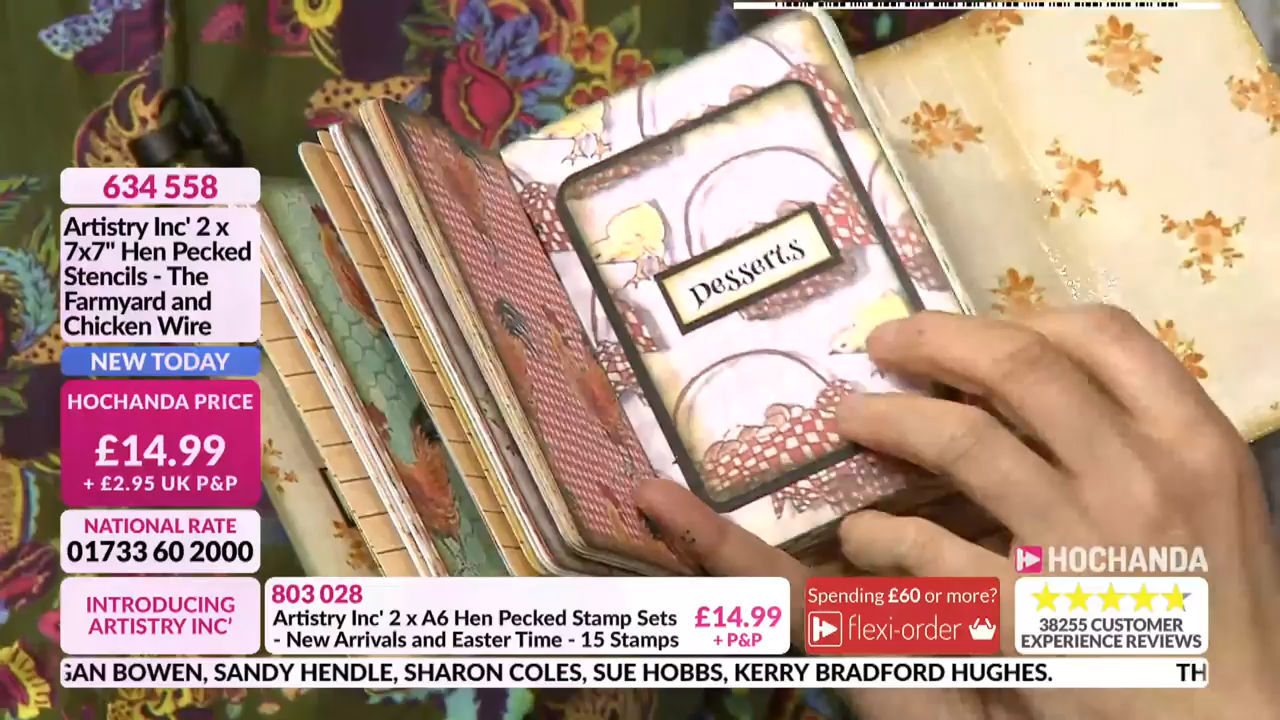 634 558
Artistry Inc' 2 x
7x7" Hen Pecked
Stencils - The
Farmyard and
Chicken Wire
NEW TODAY
HOCHANDA PRICE
£14.99
+ £2.95 UK P&P
NATIONAL RATE
01733 60 2000
INTRODUCING
ARTISTRY INC'
Desserts
803 028
Artistry Inc' 2 x A6 Hen Pecked Stamp Sets
- New Arrivals and Easter Time - 15 Stamps
£14.99
+ P&P
Spending £60 or more?
flexi-order
HOCHANDA
38255 CUSTOMER
EXPERIENCE REVIEWS
BOWEN, SANDY HENDLE, SHARON COLES, SUE HOBBS, KERRY BRADFORD HUGHES.